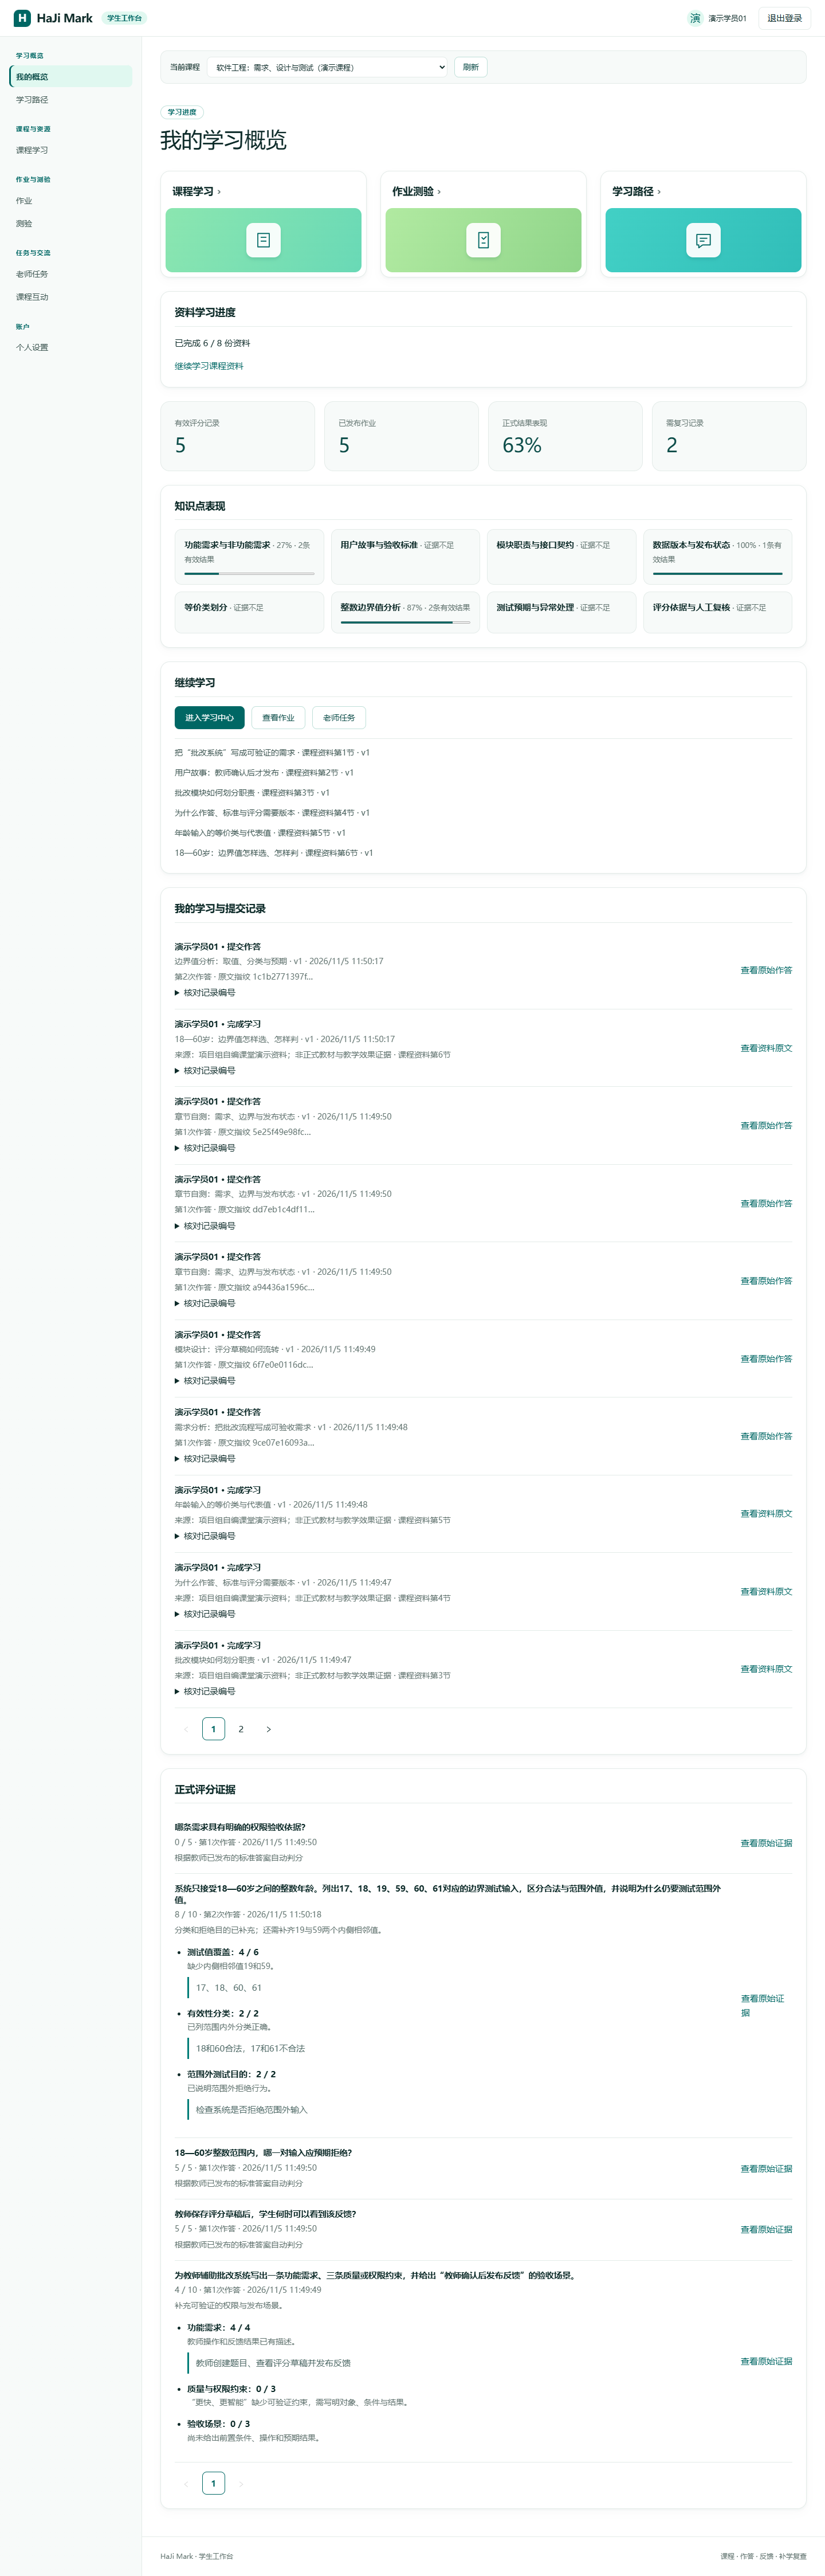 H HaJi Mark 学生工作台
演 演示学员01 退出登录
学习概览
我的概览
学习路径
课程与资源
课程学习
作业与测验
作业
测验
任务与交流
老师任务
课程互动
账户
个人设置
当前课程 软件工程：需求、设计与测试（演示课程） 刷新
学习进度
我的学习概览
课程学习 ›
作业测验 ›
学习路径 ›
资料学习进度
已完成 6 / 8 份资料
继续学习课程资料
有效评分记录
5
已发布作业
5
正式结果表现
63%
需复习记录
2
知识点表现
功能需求与非功能需求 · 27% · 2条
有效结果
用户故事与验收标准 · 证据不足
模块职责与接口契约 · 证据不足
数据版本与发布状态 · 100% · 1条有
效结果
等价类划分 · 证据不足
整数边界值分析 · 87% · 2条有效结果
测试预期与异常处理 · 证据不足
评分依据与人工复核 · 证据不足
继续学习
进入学习中心 查看作业 老师任务
把“批改系统”写成可验证的需求 · 课程资料第1节 · v1
用户故事：教师确认后才发布 · 课程资料第2节 · v1
批改模块如何划分职责 · 课程资料第3节 · v1
为什么作答、标准与评分需要版本 · 课程资料第4节 · v1
年龄输入的等价类与代表值 · 课程资料第5节 · v1
18—60岁：边界值怎样选、怎样判 · 课程资料第6节 · v1
我的学习与提交记录
演示学员01 • 提交作答
边界值分析：取值、分类与预期 · v1 · 2026/11/5 11:50:17
第2次作答 · 原文指纹 1c1b2771397f…
▶ 核对记录编号
查看原始作答
演示学员01 • 完成学习
18—60岁：边界值怎样选、怎样判 · v1 · 2026/11/5 11:50:17
来源：项目组自编课堂演示资料；非正式教材与教学效果证据 · 课程资料第6节
▶ 核对记录编号
查看资料原文
演示学员01 • 提交作答
章节自测：需求、边界与发布状态 · v1 · 2026/11/5 11:49:50
第1次作答 · 原文指纹 5e25f49e98fc…
▶ 核对记录编号
查看原始作答
演示学员01 • 提交作答
章节自测：需求、边界与发布状态 · v1 · 2026/11/5 11:49:50
第1次作答 · 原文指纹 dd7eb1c4df11…
▶ 核对记录编号
查看原始作答
演示学员01 • 提交作答
章节自测：需求、边界与发布状态 · v1 · 2026/11/5 11:49:50
第1次作答 · 原文指纹 a94436a1596c…
▶ 核对记录编号
查看原始作答
演示学员01 • 提交作答
模块设计：评分草稿如何流转 · v1 · 2026/11/5 11:49:49
第1次作答 · 原文指纹 6f7e0e0116dc…
▶ 核对记录编号
查看原始作答
演示学员01 • 提交作答
需求分析：把批改流程写成可验收需求 · v1 · 2026/11/5 11:49:48
第1次作答 · 原文指纹 9ce07e16093a…
▶ 核对记录编号
查看原始作答
演示学员01 • 完成学习
年龄输入的等价类与代表值 · v1 · 2026/11/5 11:49:48
来源：项目组自编课堂演示资料；非正式教材与教学效果证据 · 课程资料第5节
▶ 核对记录编号
查看资料原文
演示学员01 • 完成学习
为什么作答、标准与评分需要版本 · v1 · 2026/11/5 11:49:47
来源：项目组自编课堂演示资料；非正式教材与教学效果证据 · 课程资料第4节
▶ 核对记录编号
查看资料原文
演示学员01 • 完成学习
批改模块如何划分职责 · v1 · 2026/11/5 11:49:47
来源：项目组自编课堂演示资料；非正式教材与教学效果证据 · 课程资料第3节
▶ 核对记录编号
查看资料原文
‹ 1 2 ›
正式评分证据
哪条需求具有明确的权限验收依据？
0 / 5 · 第1次作答 · 2026/11/5 11:49:50
根据教师已发布的标准答案自动判分
查看原始证据
系统只接受18—60岁之间的整数年龄。列出17、18、19、59、60、61对应的边界测试输入，区分合法与范围外值，并说明为什么仍要测试范围外
值。
8 / 10 · 第2次作答 · 2026/11/5 11:50:18
分类和拒绝目的已补充；还需补齐19与59两个内侧相邻值。
• 测试值覆盖：4 / 6
缺少内侧相邻值19和59。
17、18、60、61
• 有效性分类：2 / 2
已列范围内外分类正确。
18和60合法，17和61不合法
• 范围外测试目的：2 / 2
已说明范围外拒绝行为。
检查系统是否拒绝范围外输入
查看原始证
据
18—60岁整数范围内，哪一对输入应预期拒绝？
5 / 5 · 第1次作答 · 2026/11/5 11:49:50
根据教师已发布的标准答案自动判分
查看原始证据
教师保存评分草稿后，学生何时可以看到该反馈？
5 / 5 · 第1次作答 · 2026/11/5 11:49:50
根据教师已发布的标准答案自动判分
查看原始证据
为教师辅助批改系统写出一条功能需求、三条质量或权限约束，并给出“教师确认后发布反馈”的验收场景。
4 / 10 · 第1次作答 · 2026/11/5 11:49:49
补充可验证的权限与发布场景。
• 功能需求：4 / 4
教师操作和反馈结果已有描述。
教师创建题目、查看评分草稿并发布反馈
• 质量与权限约束：0 / 3
“更快、更智能”缺少可验证约束，需写明对象、条件与结果。
• 验收场景：0 / 3
尚未给出前置条件、操作和预期结果。
查看原始证据
‹ 1 ›
HaJi Mark · 学生工作台
课程 · 作答 · 反馈 · 补学复查